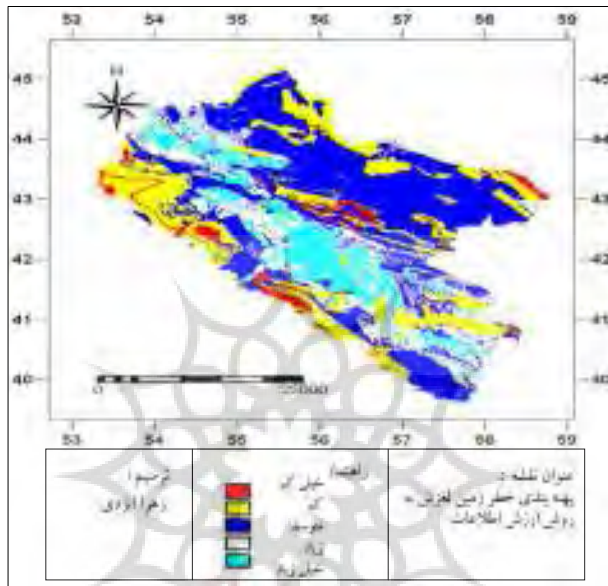 53 54 55 56 57 58 59
45
44
43
42
41
40
N
0
53 54 55 56 57 58 59
عنوان نقشه :
پهنه بندی خطر زمین لغزش به
روش ارزش اطلاعات
راهنما
خیلی کم
کم
متوسط
زیاد
خیلی زیاد
ترسیم :
زهرا